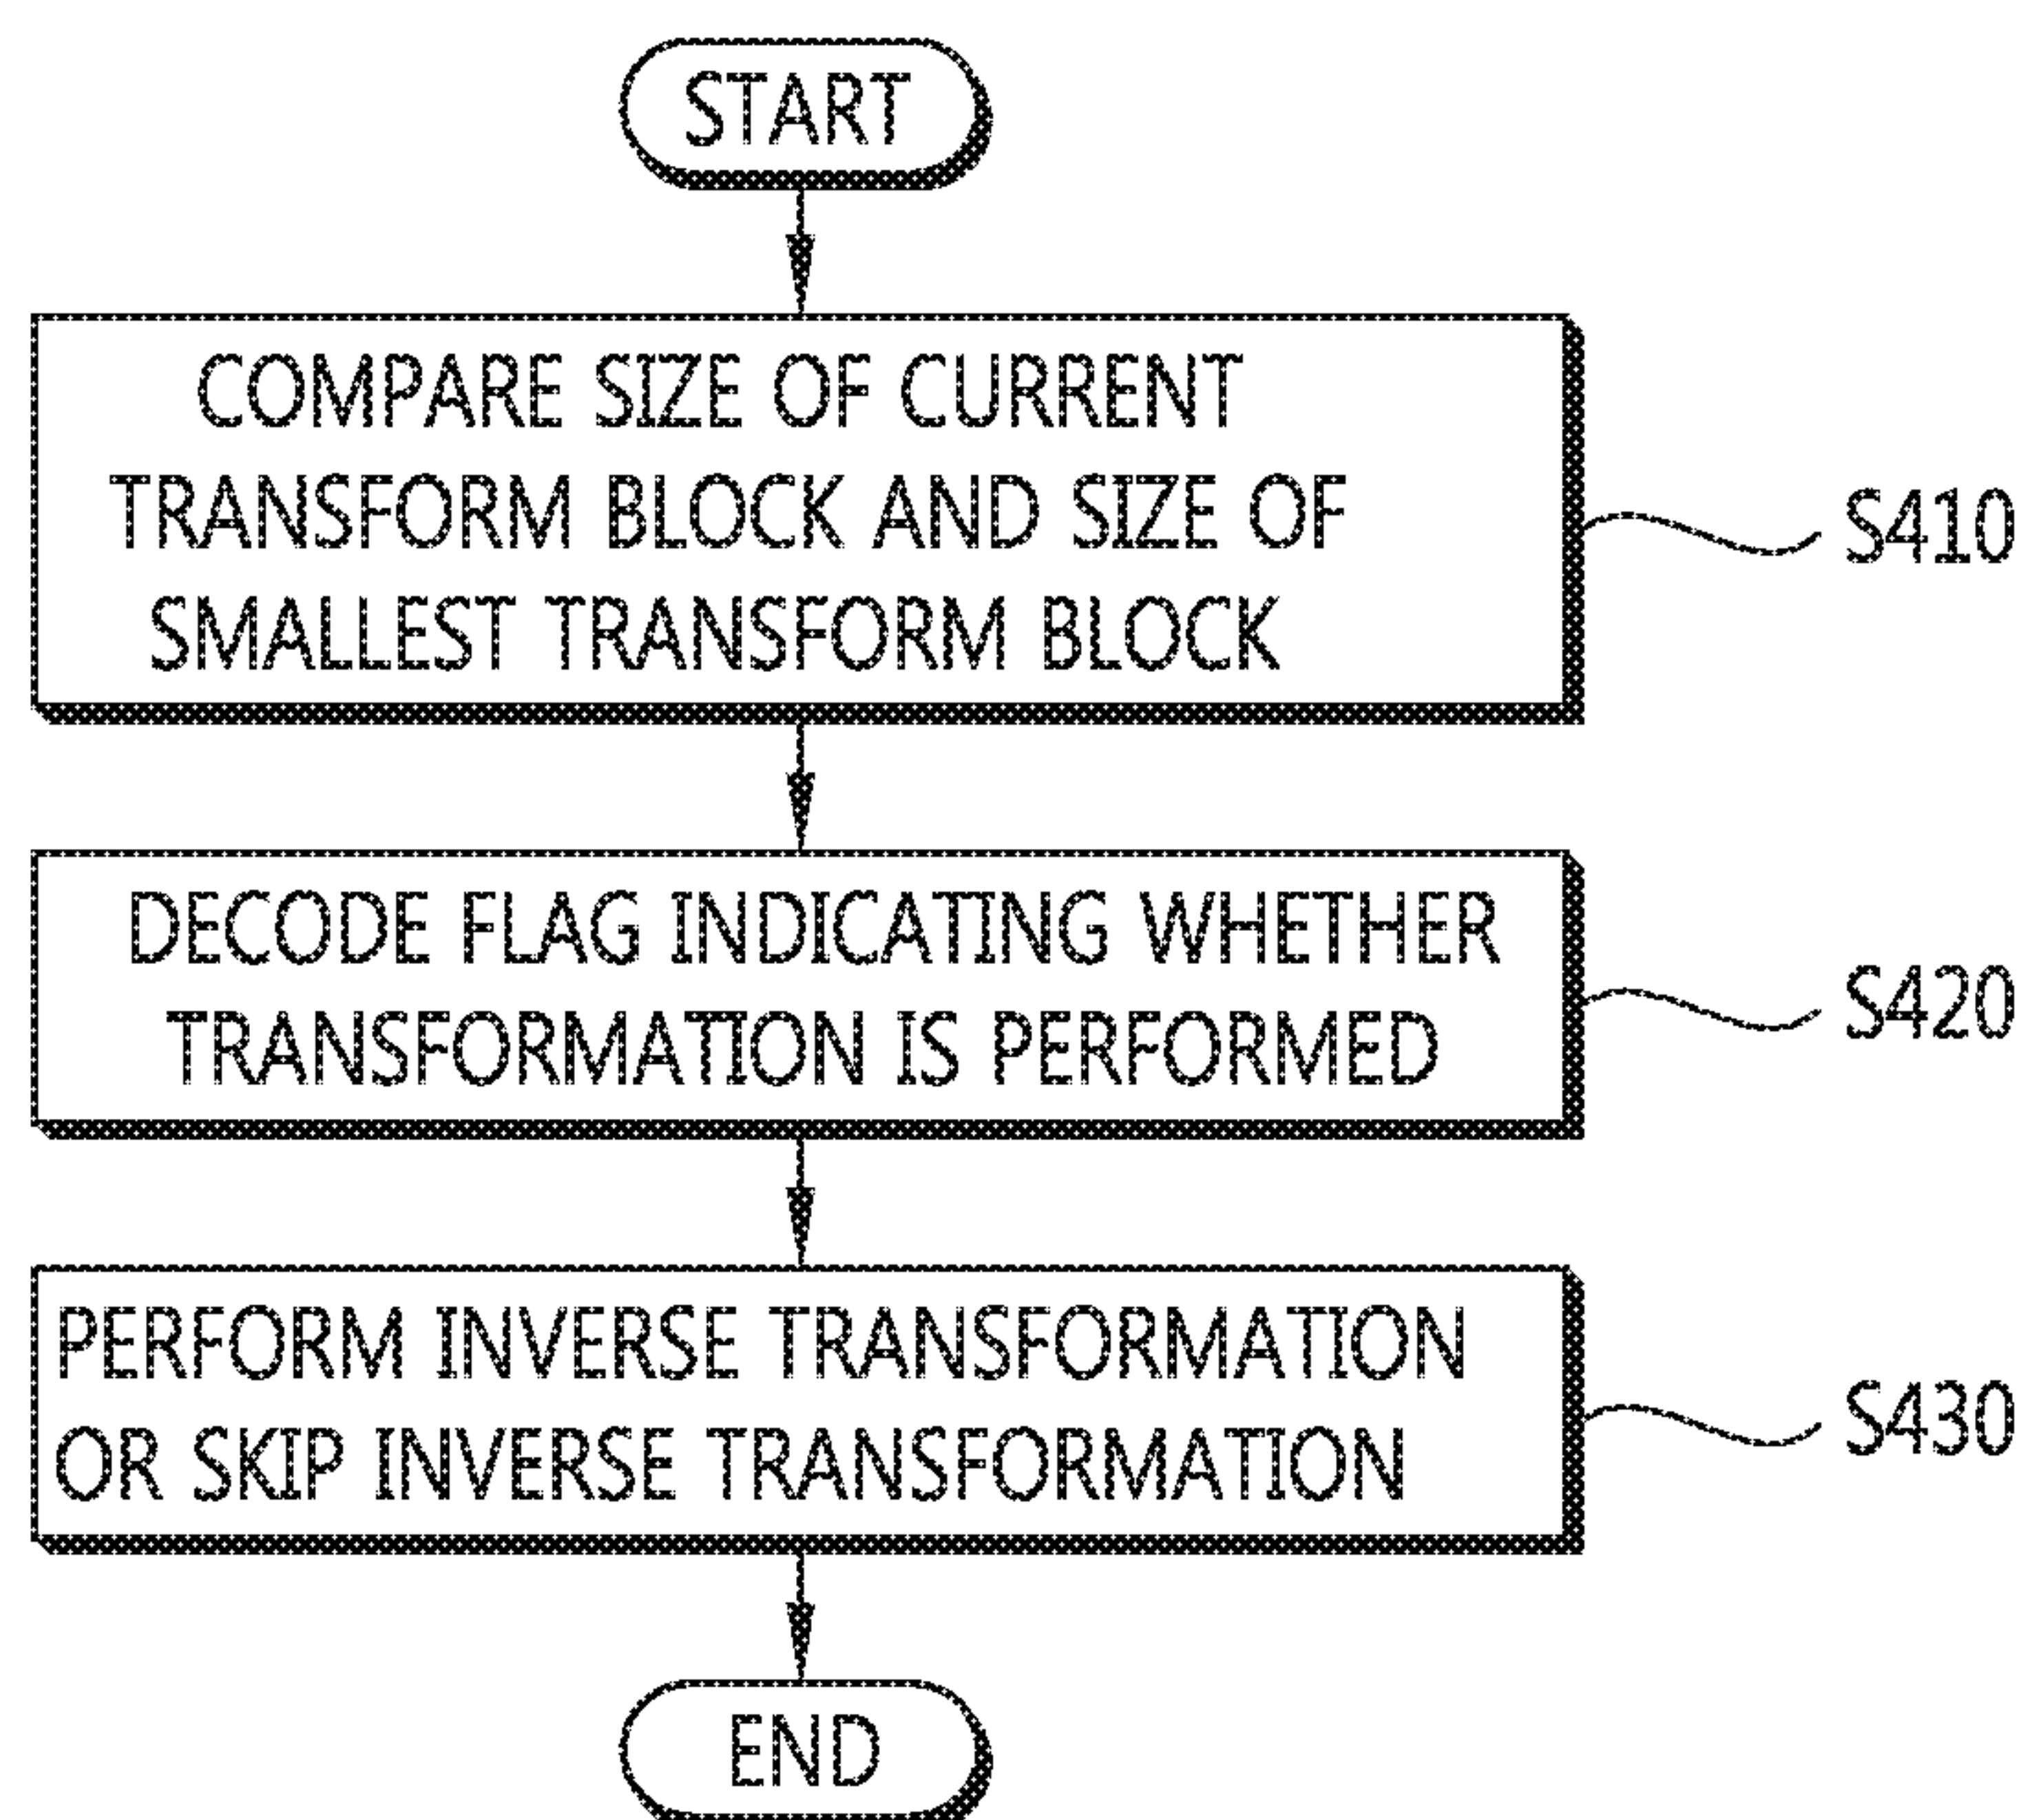 START
COMPARE SIZE OF CURRENT
TRANSFORM BLOCK AND SIZE OF
SMALLEST TRANSFORM BLOCK
S410
DECODE FLAG INDICATING WHETHER
TRANSFORMATION IS PERFORMED
S420
PERFORM INVERSE TRANSFORMATION
OR SKIP INVERSE TRANSFORMATION
S430
END